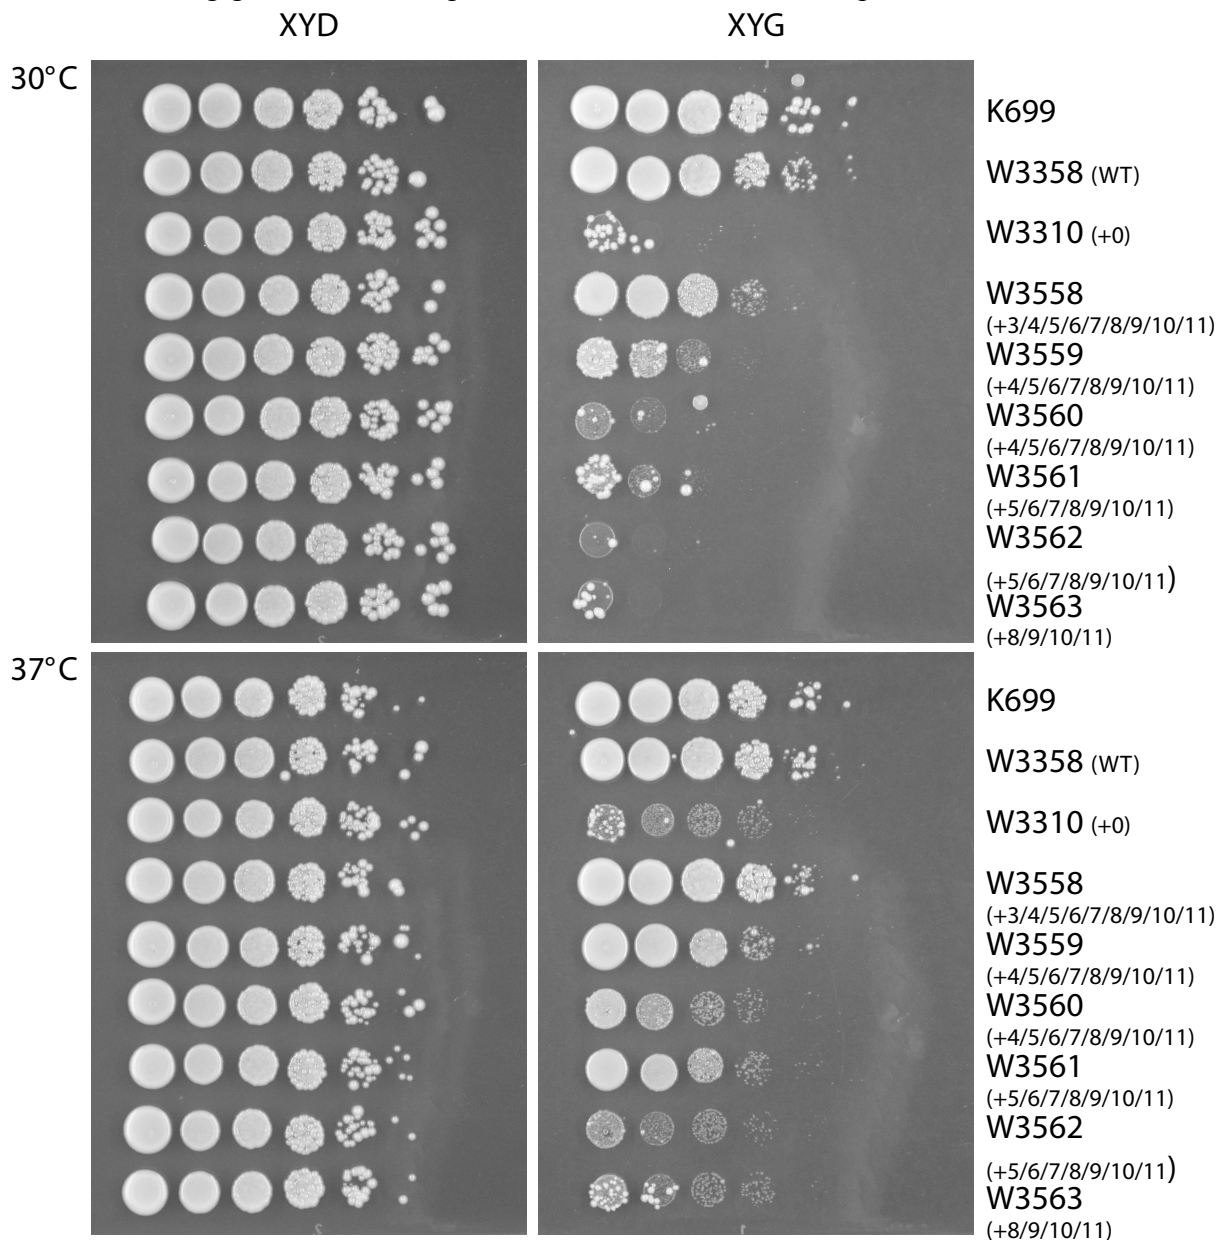 XYD XYG
30°C
K699
W3358 (WT)
W3310 (+0)
W3558
(+3/4/5/6/7/8/9/10/11)
W3559
(+4/5/6/7/8/9/10/11)
W3560
(+4/5/6/7/8/9/10/11)
W3561
(+5/6/7/8/9/10/11)
W3562
(+5/6/7/8/9/10/11)
W3563
(+8/9/10/11)
37°C
K699
W3358 (WT)
W3310 (+0)
W3558
(+3/4/5/6/7/8/9/10/11)
W3559
(+4/5/6/7/8/9/10/11)
W3560
(+4/5/6/7/8/9/10/11)
W3561
(+5/6/7/8/9/10/11)
W3562
(+5/6/7/8/9/10/11)
W3563
(+8/9/10/11)